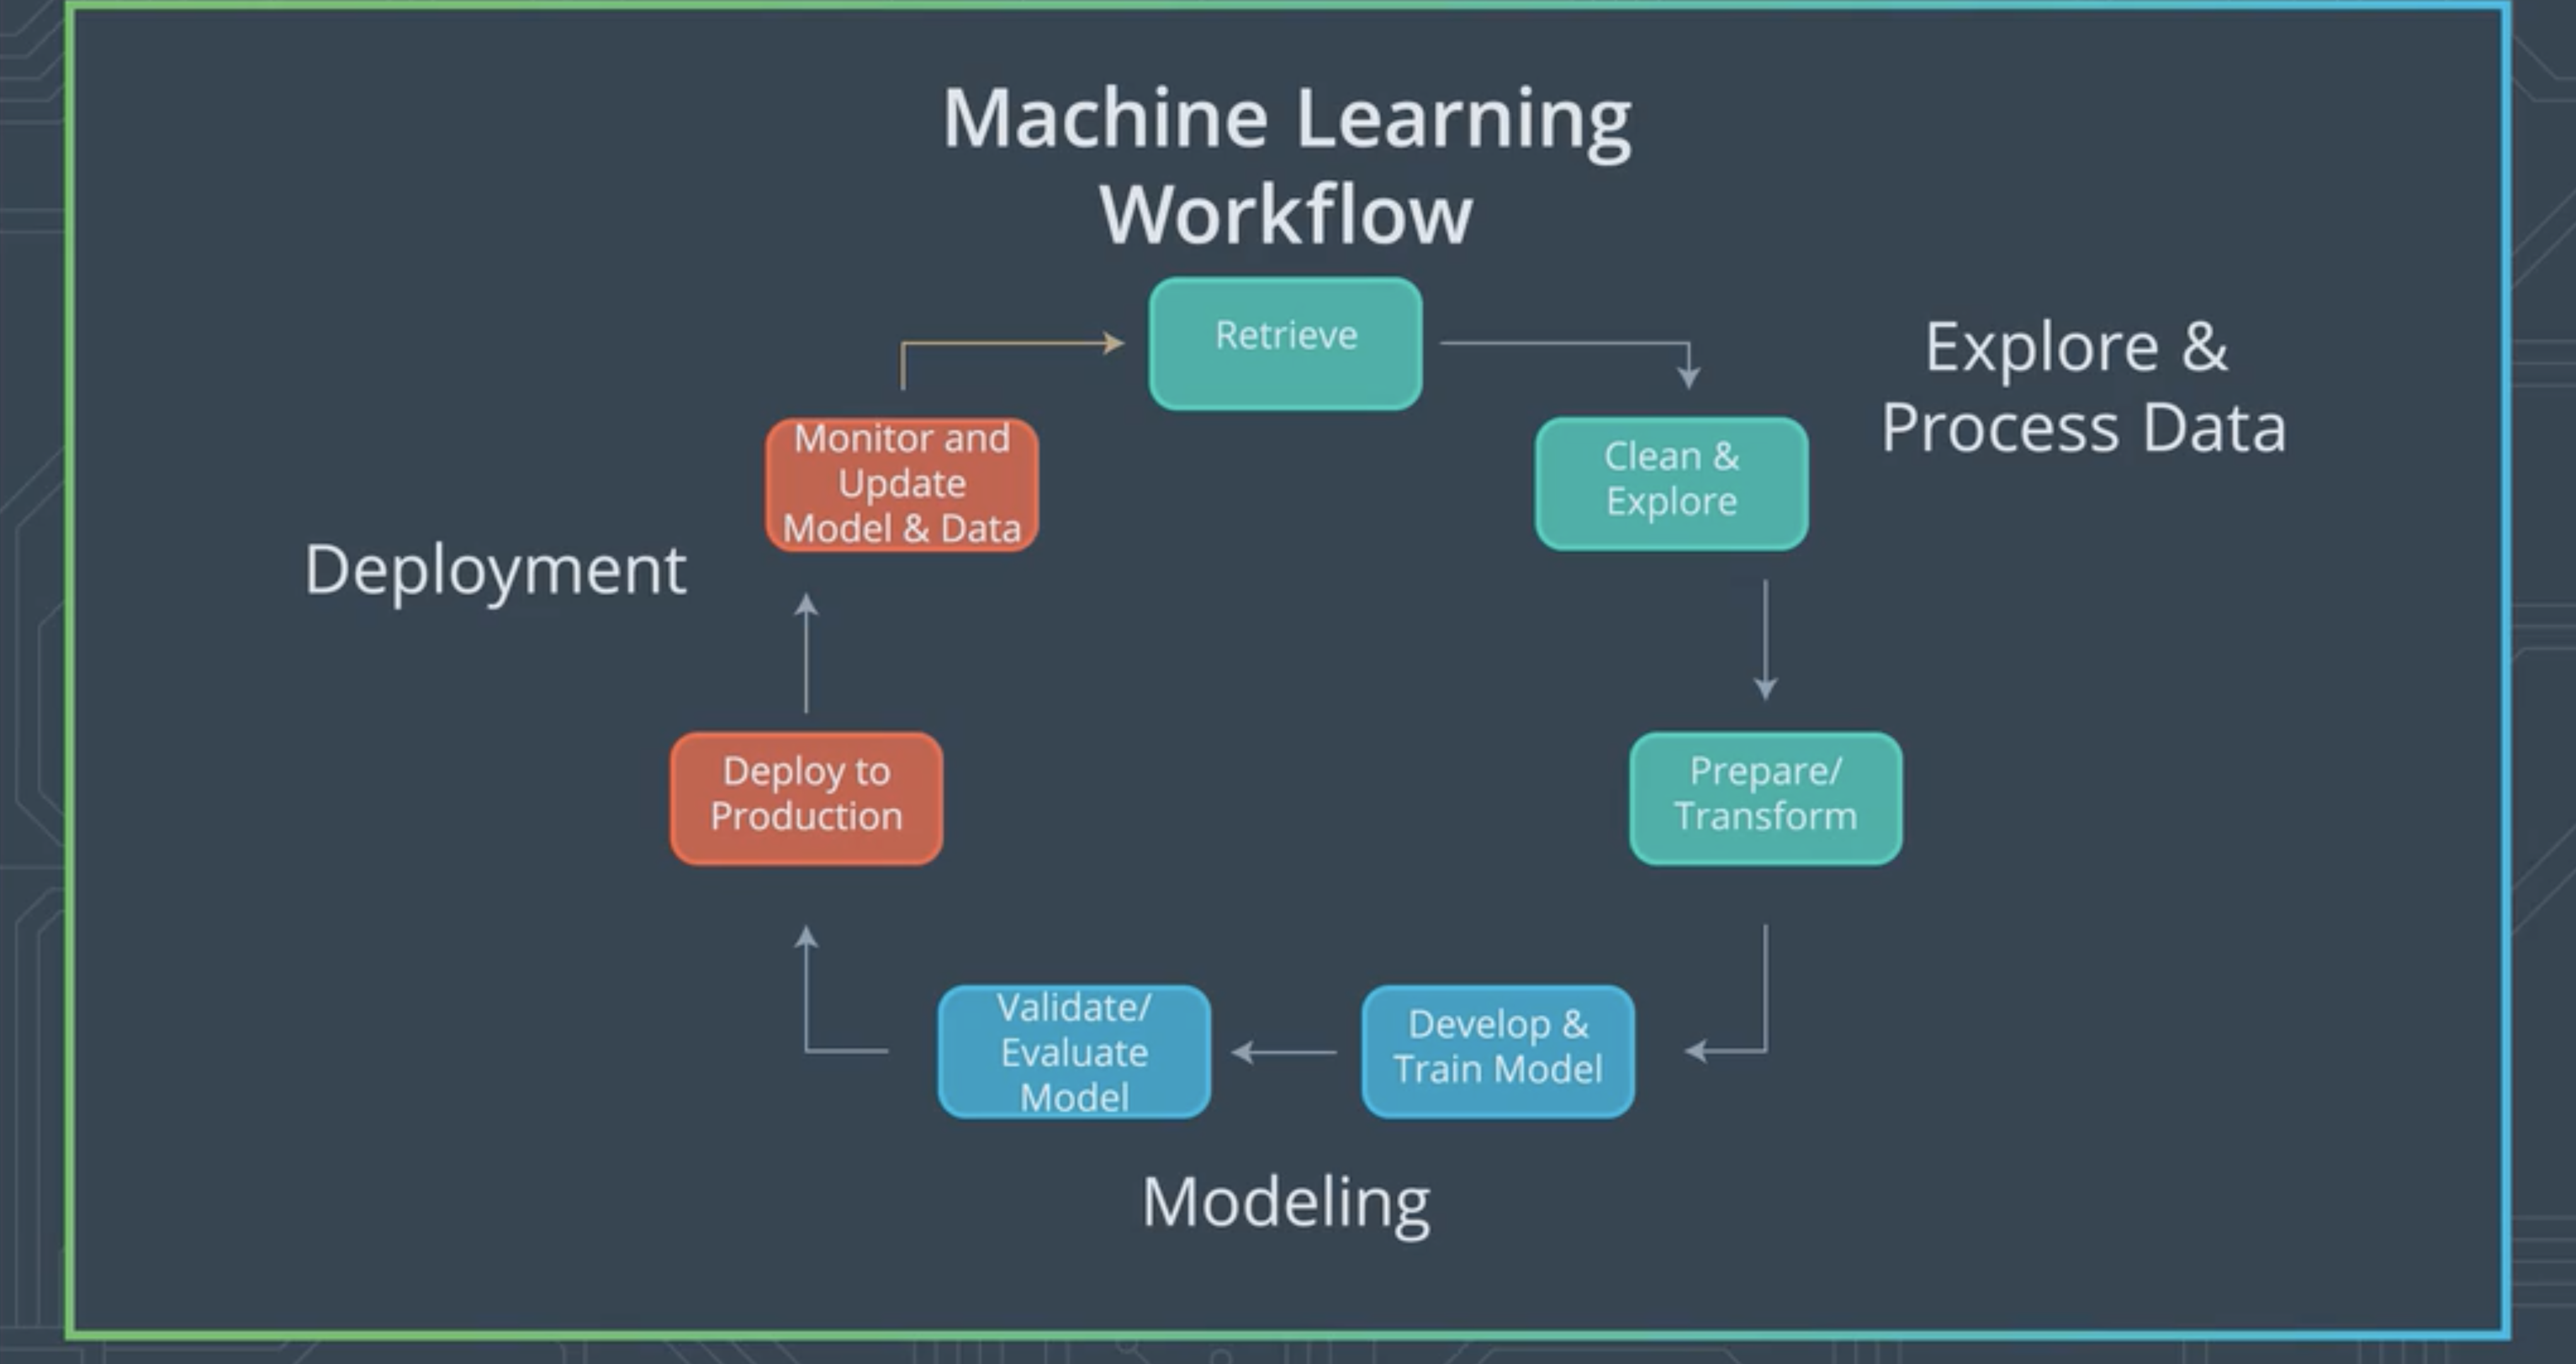 Machine Learning
Workflow
Retrieve
Explore &
Process Data
Clean &
Explore
Prepare/
Transform
Develop &
Train Model
Validate/
Evaluate
Model
Modeling
Deploy to
Production
Deployment
Monitor and
Update
Model & Data